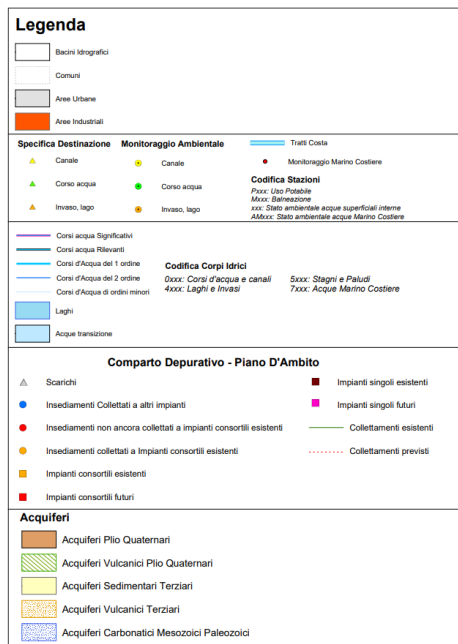 Legenda
Bacini Idrografici
Comuni
Aree Urbane
Aree Industriali
Specifica Destinazione
Canale
Corso acqua
Invaso, lago
Monitoraggio Ambientale
Canale
Corso acqua
Invaso, lago
Tratti Costa
Monitoraggio Marino Costiere
Codifica Stazioni
Pxxx: Uso Potabile
Mxxx: Balneazione
xxx: Stato ambientale acque superficiali interne
AMxxx: Stato ambientale acque Marino Costiere
Corsi acqua Significativi
Corsi acqua Rilevanti
Corsi d'Acqua del 1 ordine
Corsi d'Acqua del 2 ordine
Corsi d'Acqua di ordini minori
Laghi
Acque transizione
Codifica Corpi Idrici
0xxx: Corsi d'acqua e canali
4xxx: Laghi e Invasi
5xxx: Stagni e Paludi
7xxx: Acque Marino Costiere
Comparto Depurativo - Piano D'Ambito
Scarichi
Insediamenti Collettati a altri impianti
Insediamenti non ancora collettati a impianti consortili esistenti
Insediamenti collettati a Impianti consortili esistenti
Impianti consortili esistenti
Impianti consortili futuri
Impianti singoli esistenti
Impianti singoli futuri
Collettamenti esistenti
Collettamenti previsti
Acquiferi
Acquiferi Plio Quaternari
Acquiferi Vulcanici Plio Quaternari
Acquiferi Sedimentari Terziari
Acquiferi Vulcanici Terziari
Acquiferi Carbonatici Mesozoici Paleozoici